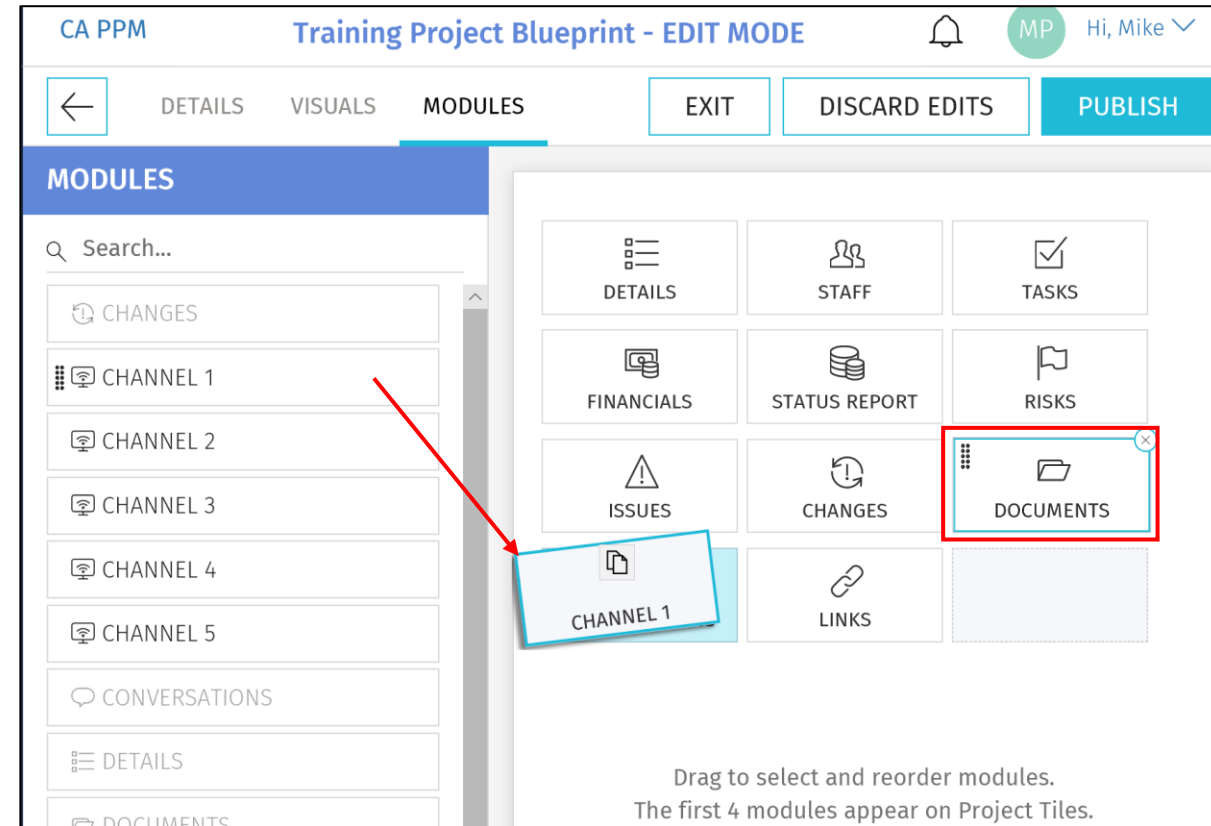 CA PPM
Training Project Blueprint - EDIT MODE
MP
Hi, Mike
DETAILS
VISUALS
MODULES
EXIT
DISCARD EDITS
PUBLISH
MODULES
Search...
CHANGES
CHANNEL 1
CHANNEL 2
CHANNEL 3
CHANNEL 4
CHANNEL 5
CONVERSATIONS
DETAILS
DOCUMENTS
DETAILS
STAFF
TASKS
FINANCIALS
STATUS REPORT
RISKS
ISSUES
CHANGES
DOCUMENTS
CHANNEL 1
LINKS
Drag to select and reorder modules.
The first 4 modules appear on Project Tiles.